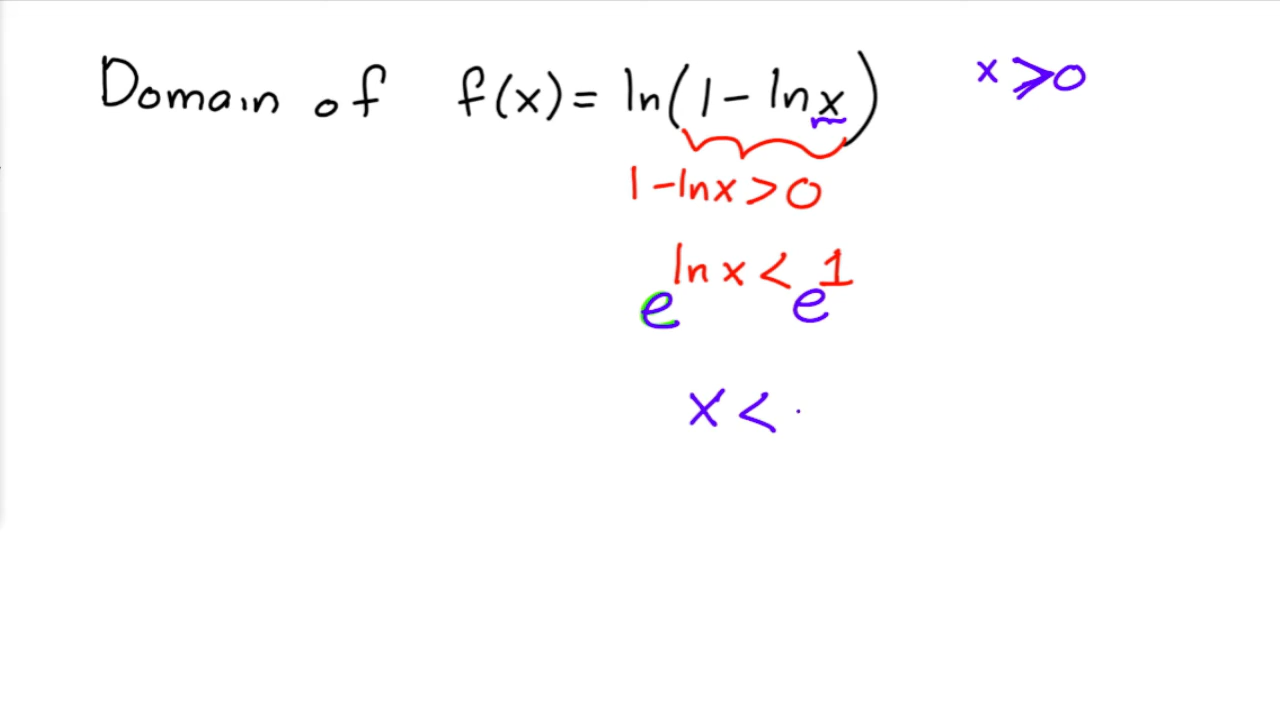 Domain of f(x) = ln(1 - ln x) x > 0
1 - ln x > 0
e^{ln x} < e^1
x <